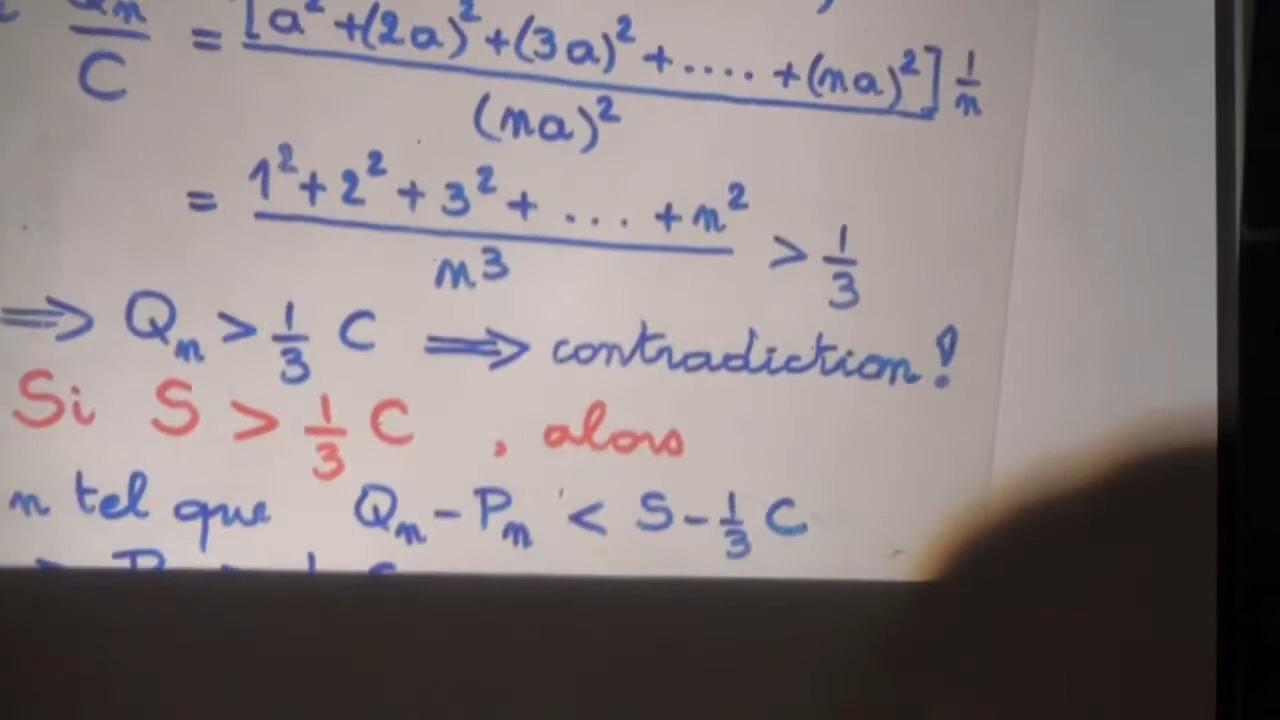 Qn/C = [a² + (2a)² + (3a)² + .... + (na)²] 1/n / (na)²
= 1² + 2² + 3² + ... + n² / n³ > 1/3
⟹ Qn > 1/3 C ⟹ contradiction !
Si S > 1/3 C , alors
n tel que Qn - Pn < S - 1/3 C